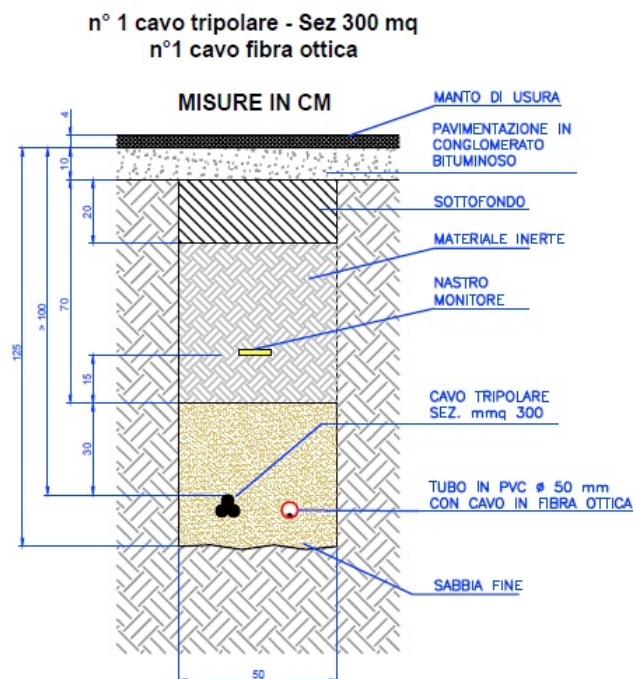 n° 1 cavo tripolare - Sez 300 mq
n°1 cavo fibra ottica
MISURE IN CM
MANTO DI USURA
PAVIMENTAZIONE IN
CONGLOMERATO
BITUMINOSO
SOTTOFONDO
MATERIALE INERTE
NASTRO
MONITORE
CAVO TRIPOLARE
SEZ. mmq 300
TUBO IN PVC ø 50 mm
CON CAVO IN FIBRA OTTICA
SABBIA FINE
4
10
20
70
> 100
125
15
30
50